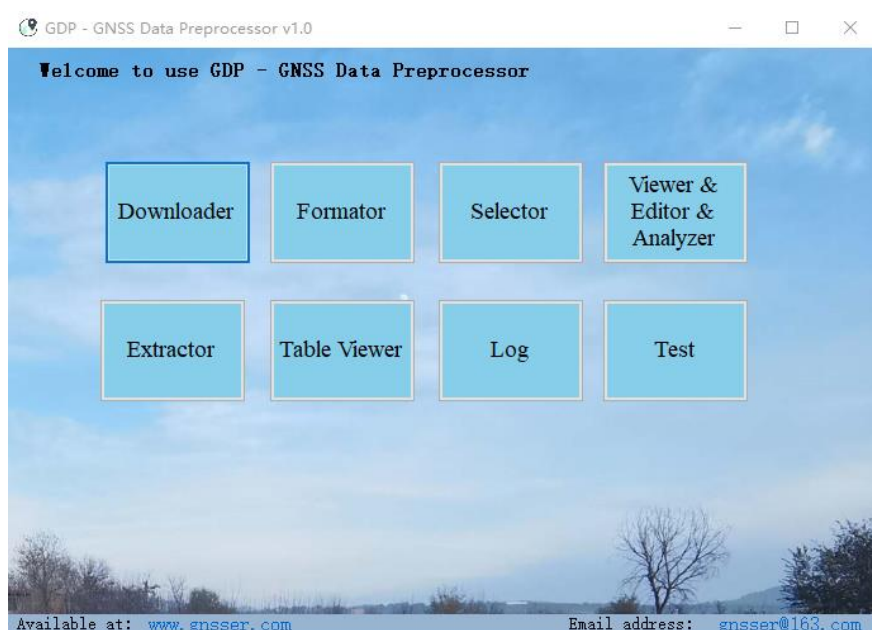 GDP - GNSS Data Preprocessor v1.0
Welcome to use GDP - GNSS Data Preprocessor
Downloader
Formator
Selector
Viewer &
Editor &
Analyzer
Extractor
Table Viewer
Log
Test
Available at: www.gnsser.com
Email address: gnsser@163.com